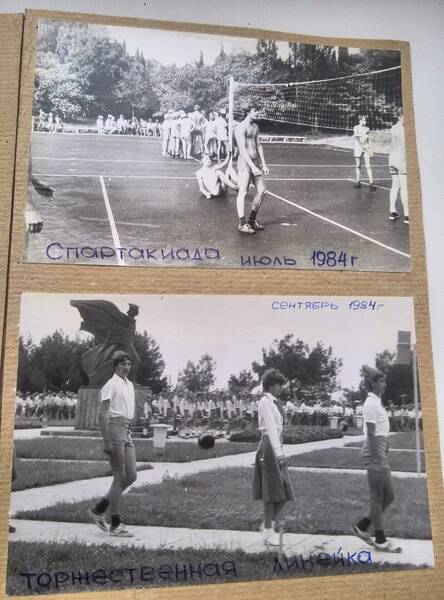 Спартакиада июль 1984 г.
сентябрь 1984 г
торжественная линейка